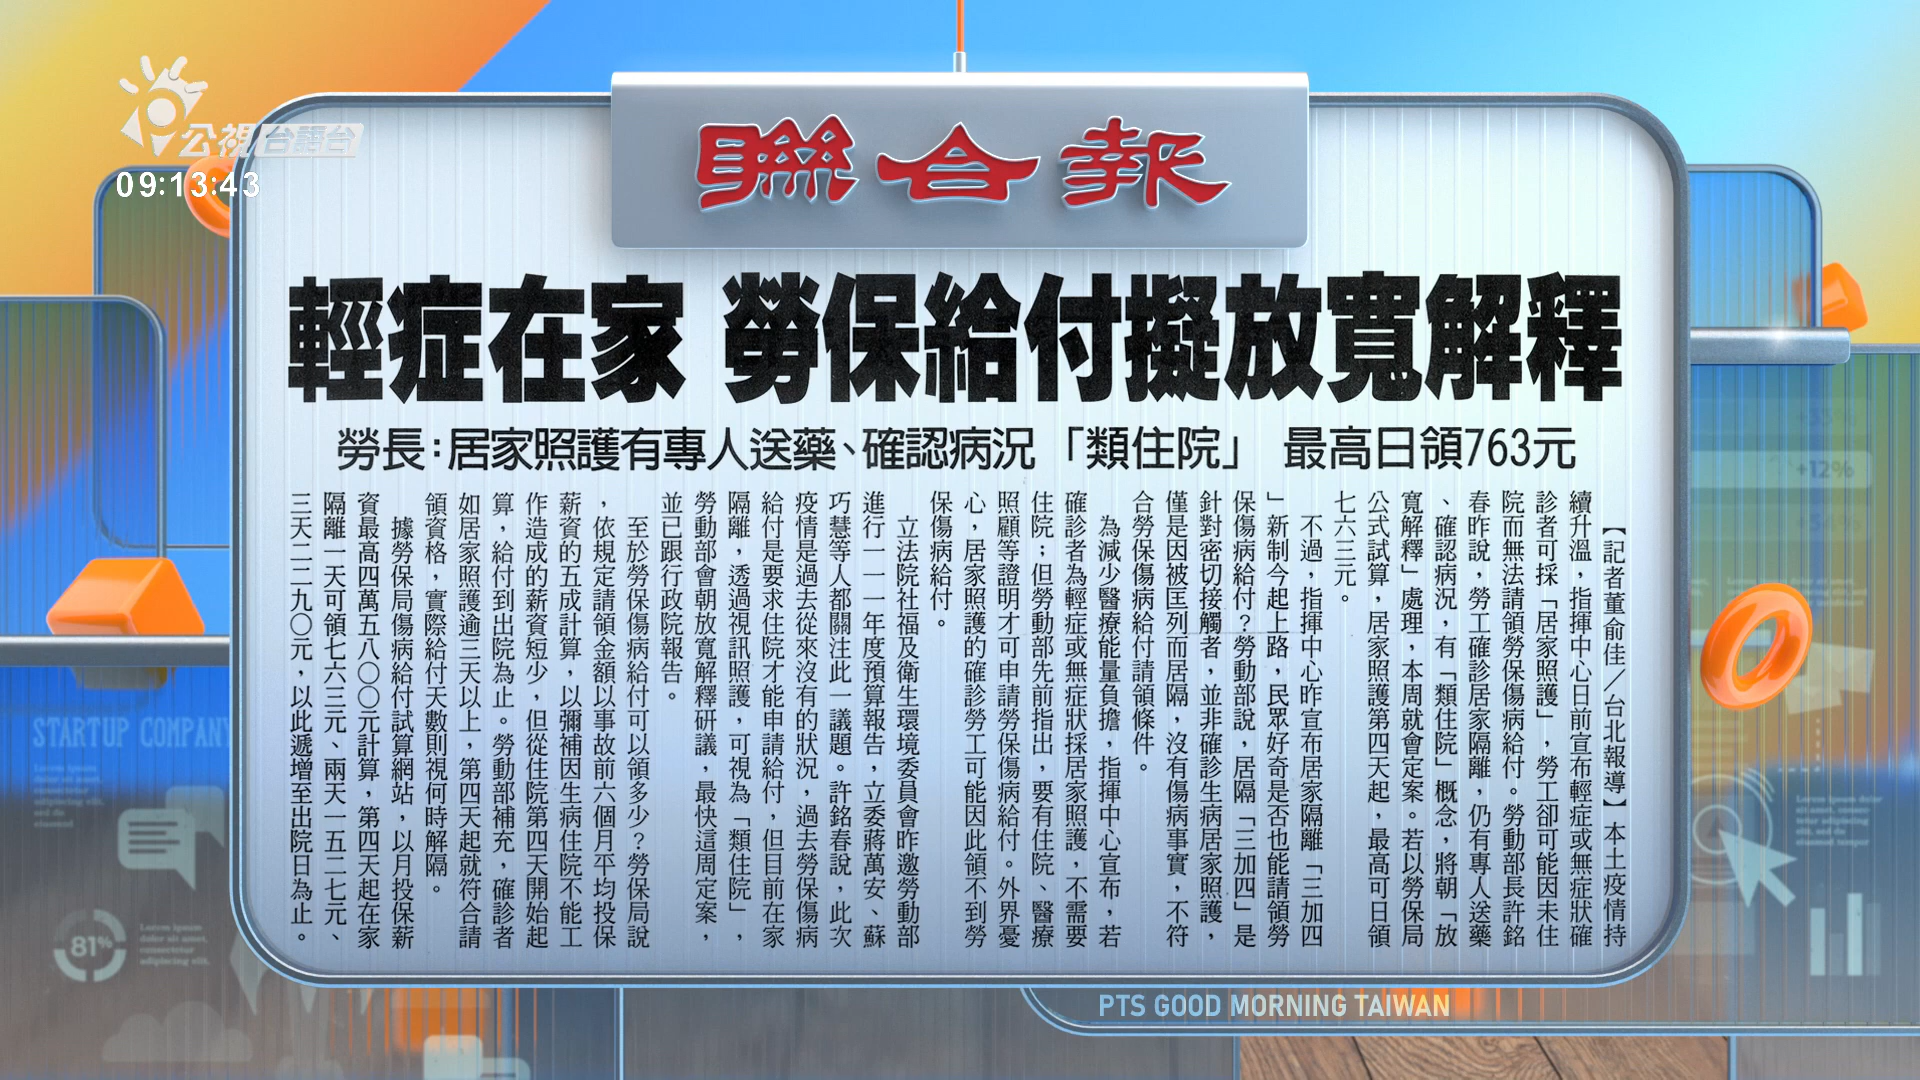 公視台語台
09:13:43
聯合報
輕症在家 勞保給付擬放寬解釋
勞長：居家照護有專人送藥、確認病況「類住院」 最高日領763元
【記者董俞佳／台北報導】本土疫情持
續升溫，指揮中心日前宣布輕症或無症狀確
診者可採「居家照護」，勞工卻可能因未住
院而無法請領勞保傷病給付。勞動部長許銘
春昨說，勞工確診居家隔離，仍有專人送藥
、確認病況，有「類住院」概念，將朝「放
寬解釋」處理，本周就會定案。若以勞保局
公式試算，居家照護第四天起，最高可日領
七六三元。
不過，指揮中心昨宣布居家隔離「三加四
」新制今起上路，民眾好奇是否也能請領勞
保傷病給付？勞動部說，居隔「三加四」是
針對密切接觸者，並非確診生病居家照護，
僅是因被匡列而居隔，沒有傷病事實，不符
合勞保傷病給付請領條件。
為減少醫療能量負擔，指揮中心宣布，若
確診者為輕症或無症狀採居家照護，不需要
住院；但勞動部先前指出，要有住院、醫療
照顧等證明才可申請勞保傷病給付。外界憂
心，居家照護的確診勞工可能因此領不到勞
保傷病給付。
立法院社福及衛生環境委員會昨邀勞動部
進行一一一年度預算報告，立委蔣萬安、蘇
巧慧等人都關注此一議題。許銘春說，此次
疫情是過去從來沒有的狀況，過去勞保傷病
給付是要求住院才能申請給付，但目前在家
隔離，透過視訊照護，可視為「類住院」，
勞動部會朝放寬解釋研議，最快這周定案，
並已跟行政院報告。
至於勞保傷病給付可以領多少？勞保局說
，依規定請領金額以事故前六個月平均投保
薪資的五成計算，以彌補因生病住院不能工
作造成的薪資短少，但從住院第四天開始起
算，給付到出院為止。勞動部補充，確診者
如居家照護逾三天以上，第四天起就符合請
領資格，實際給付天數則視何時解隔。
據勞保局傷病給付試算網站，以月投保薪
資最高四萬五八〇〇元計算，第四天起在家
隔離一天可領七六三元、兩天一五二七元、
三天二二九〇元，以此遞增至出院日為止。
+12%
STARTUP COMPANY
81%
PTS GOOD MORNING TAIWAN